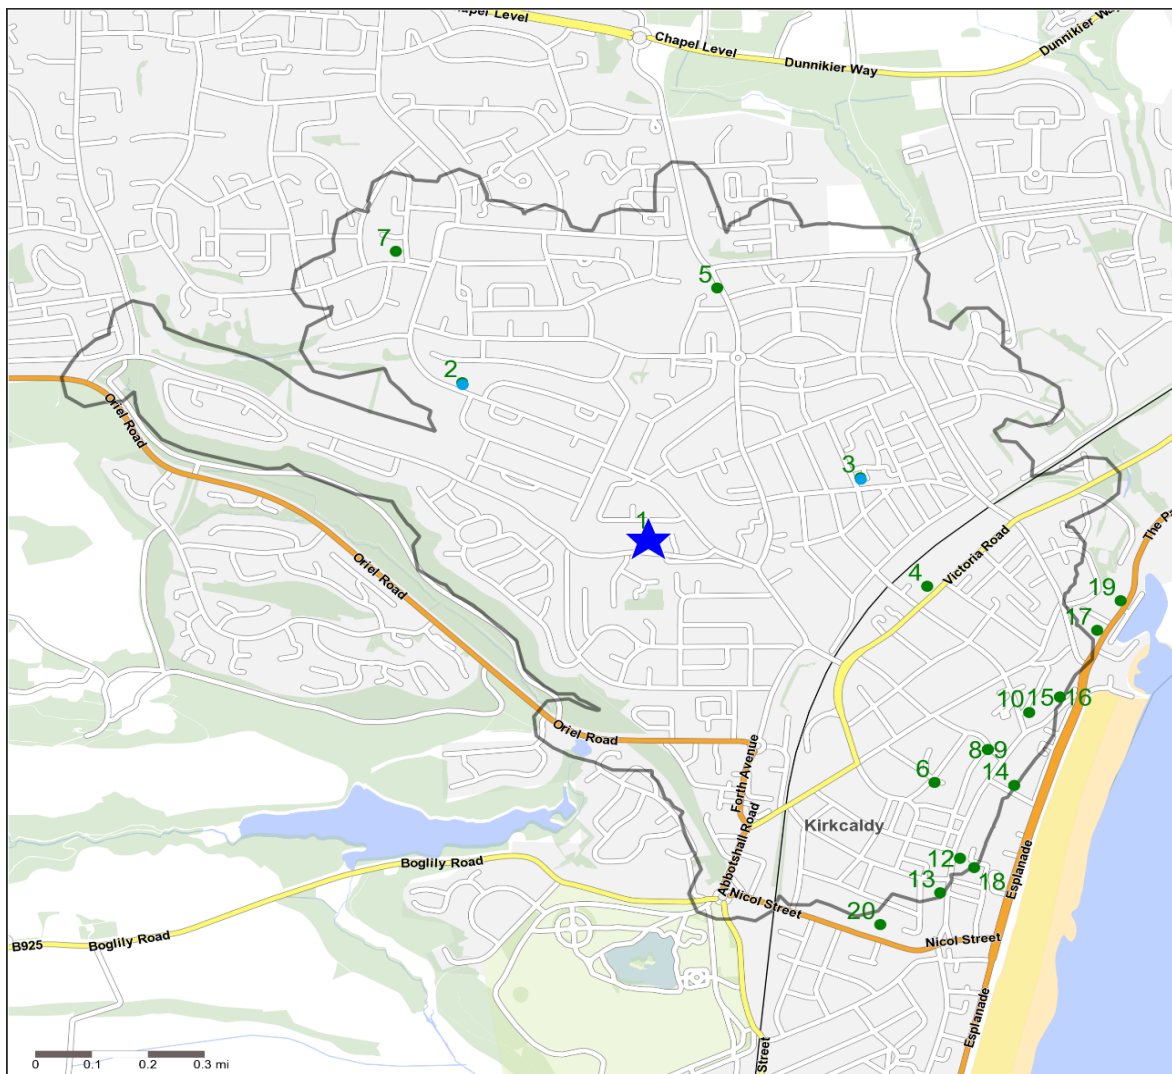 Chapel Level
Chapel Level
Dunnikier Way
Dunnikier Way
7
5
2
Oriel Road
3
1
Oriel Road
Victoria Road
The Pa
4
19
17
10 15 16
Oriel Road
8 9
Forth Avenue
6
14
Kirkcaldy
Abbotshall Road
Boglily Road
12
18
Esplanade
13
Nicol Street
20
Nicol Street
B925
Boglily Road
Esplanade
Street
0 0.1 0.2 0.3 mi